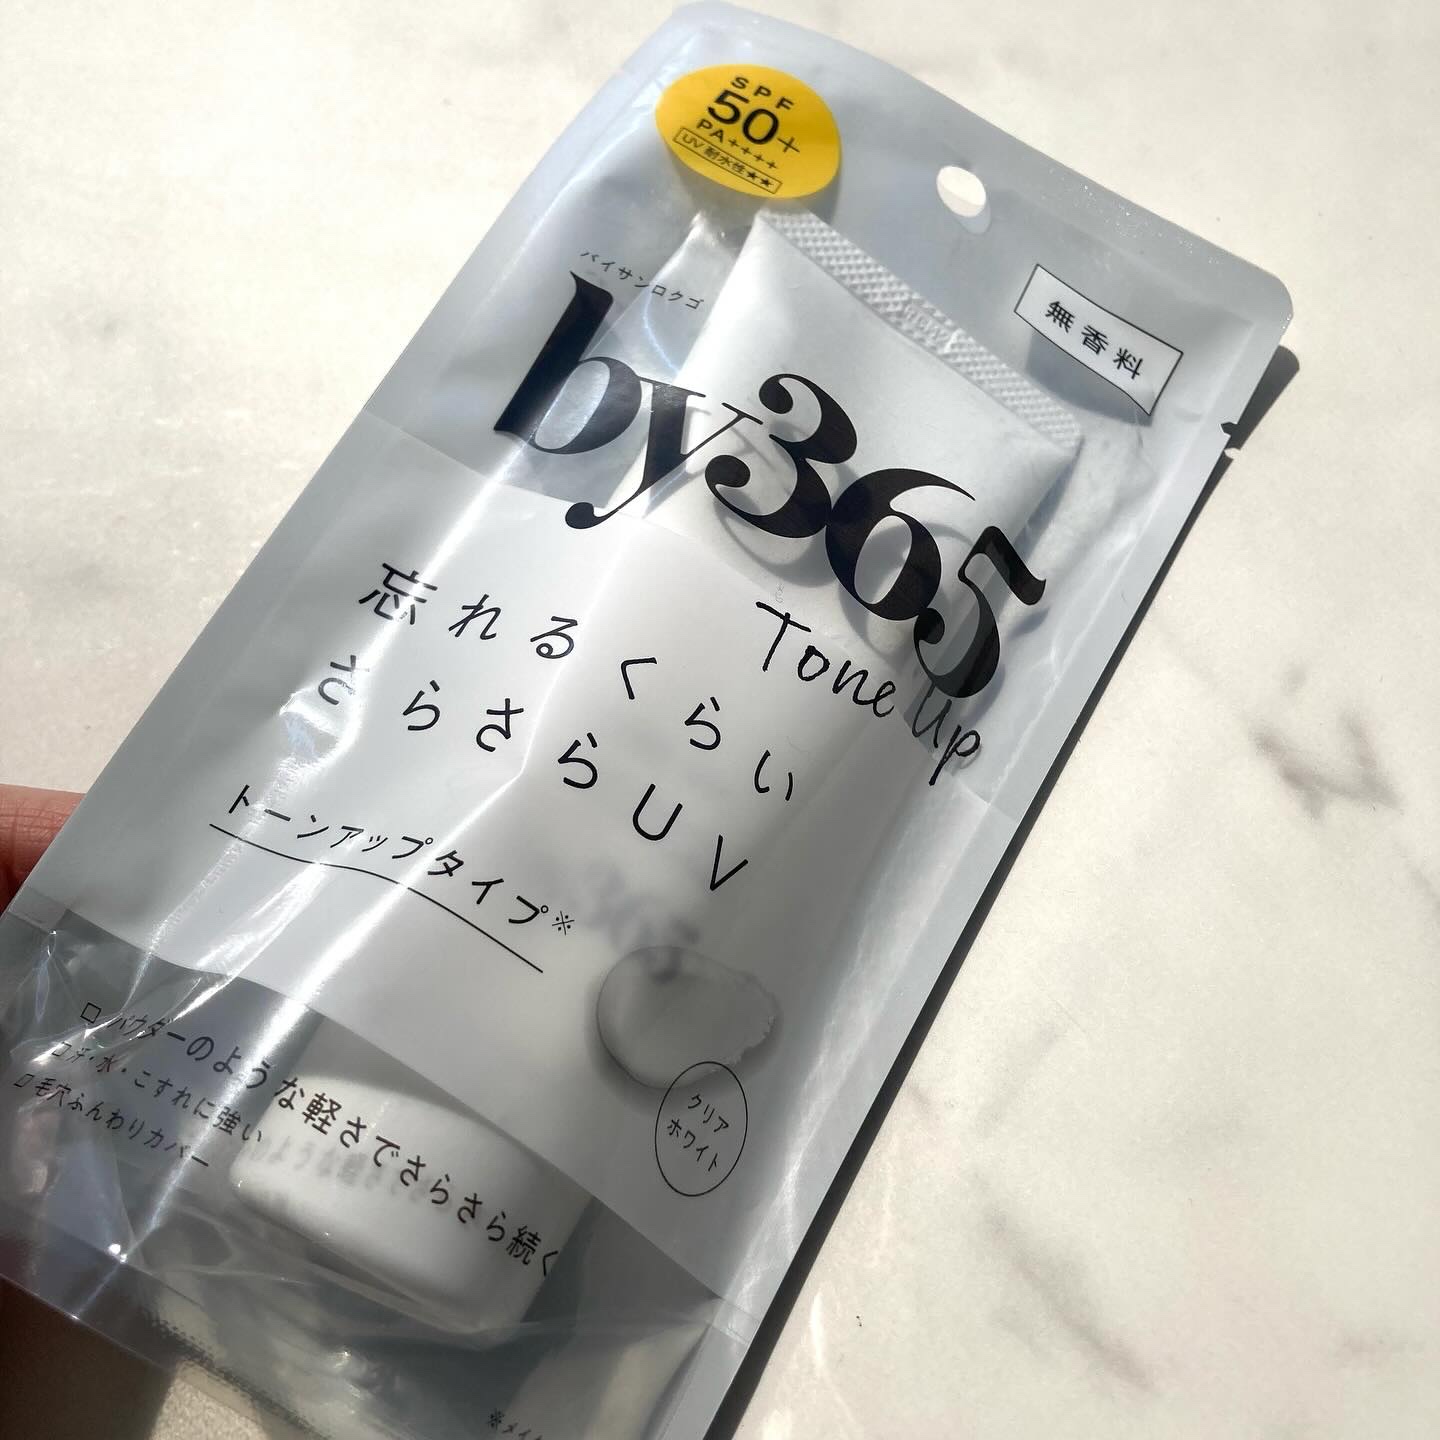 SPF
50+
PA++++
UV 耐水性★★
無香料
バイサンロクゴ
by365
Tone Up
忘れるくらい
さらさらUV
トーンアップタイプ※
クリア
ホワイト
□ パウダーのような軽さでさらさら続く
□ 汗・水・こすれに強い
□ 毛穴ふんわりカバー
※メイク